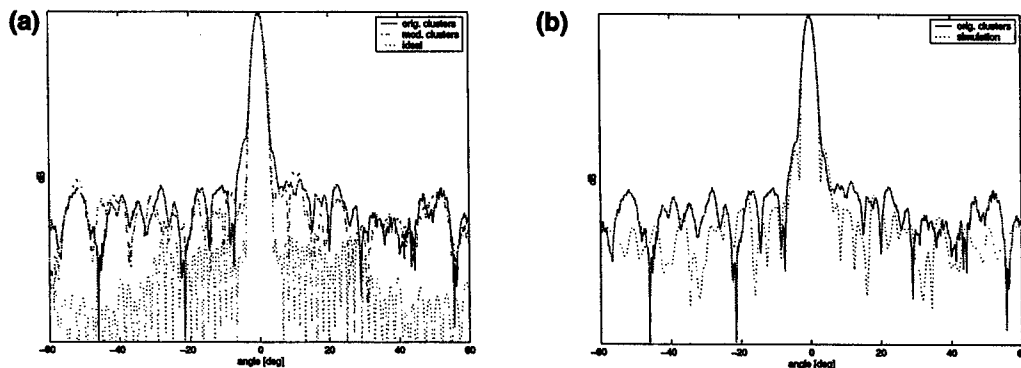 (a)
orig. clusters
mod. clusters
ideal
dB
-60
-40
-20
0
20
40
60
angle [deg]
(b)
orig. clusters
simulation
dB
-60
-40
-20
0
20
40
60
angle [deg]